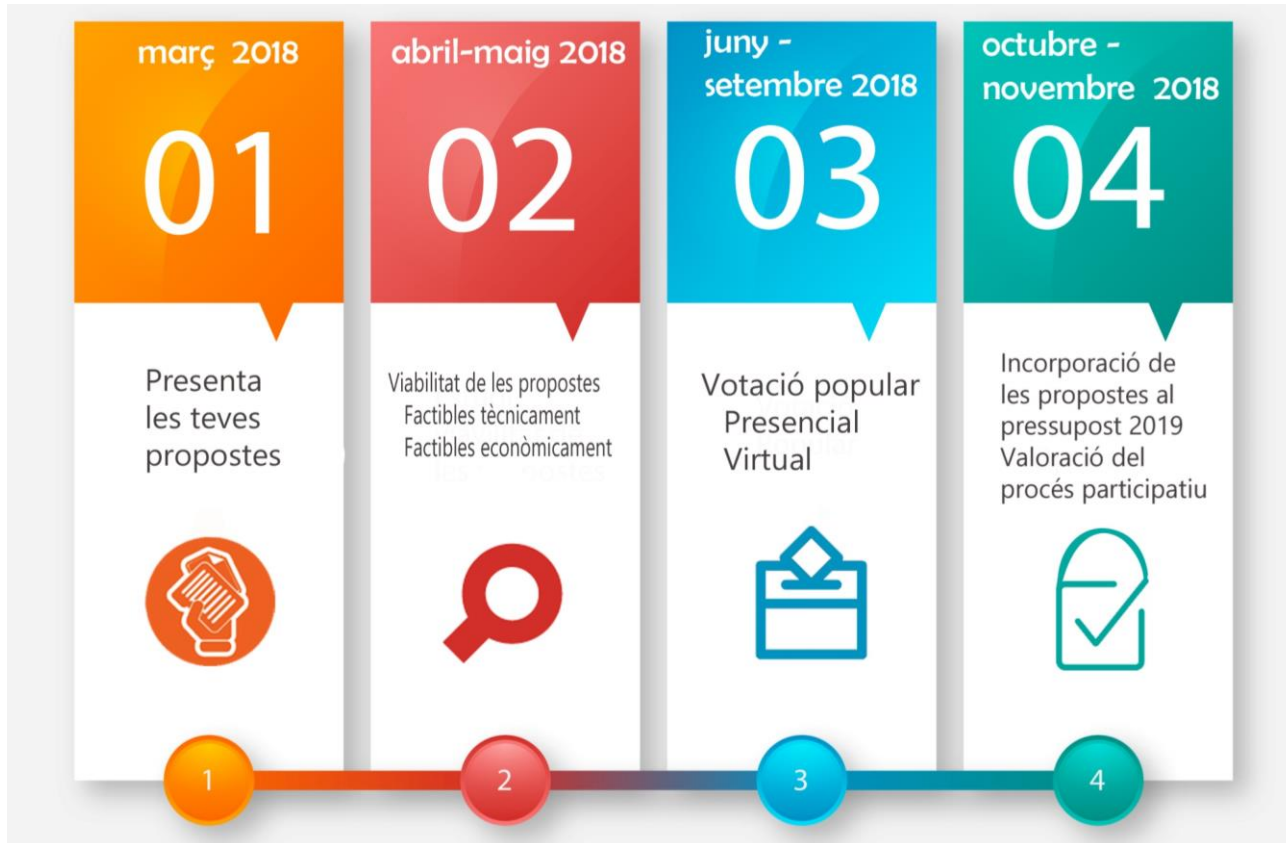 març 2018
01
Presenta
les teves
propostes
1
abril-maig 2018
02
Viabilitat de les propostes
Factibles tècnicament
Factibles econòmicament
2
juny -
setembre 2018
03
Votació popular
Presencial
Virtual
3
octubre -
novembre 2018
04
Incorporació de
les propostes al
pressupost 2019
Valoració del
procés participatiu
4